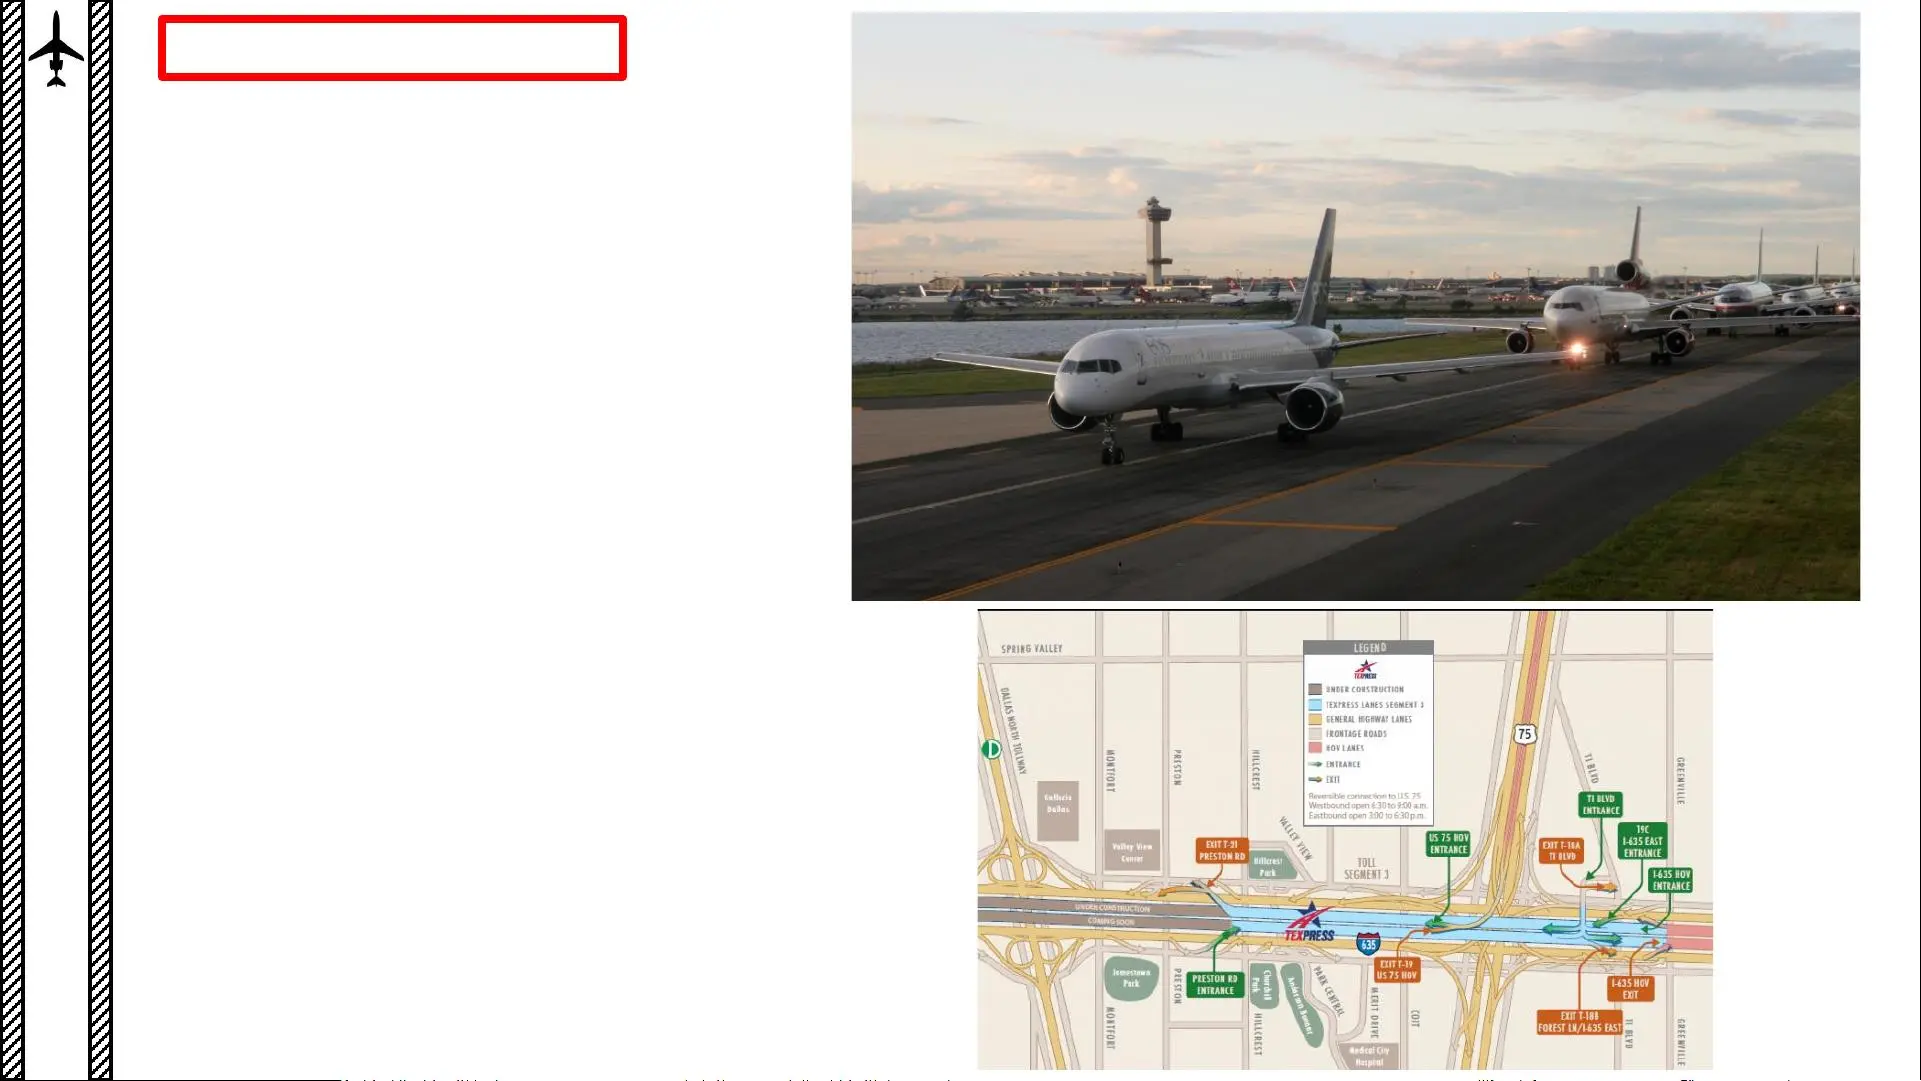 SPRING VALLEY
DALLAS NORTH TOLLWAY
D
MONTFORT
PRESTON
HILLCREST
LEGEND
TEXPRESS
UNDER CONSTRUCTION
TEXPRESS LANES SEGMENT 3
GENERAL HIGHWAY LANES
FRONTAGE ROADS
HOV LANES
ENTRANCE
EXIT
Reversible connection to U.S. 75
Westbound open 6:30 to 9:00 a.m.
Eastbound open 3:00 to 6:30 p.m.
75
TI BLVD
GREENVILLE
Galleria
Dallas
Valley View
Center
EXIT T-21
PRESTON RD
VALLEY VIEW
Hillcrest
Park
TOLL
SEGMENT 3
US 75 HOV
ENTRANCE
EXIT T-18A
TI BLVD
TI BLVD
ENTRANCE
19C
I-635 EAST
ENTRANCE
I-635 HOV
ENTRANCE
UNDER CONSTRUCTION
COMING SOON
TEXPRESS
635
Jamestown
Park
PRESTON
PRESTON RD
ENTRANCE
Churchill
Park
Anderson Bonner
PARK CENTRAL
MERIT DRIVE
EXIT T-19
US 75 HOV
COIT
I-635 HOV
EXIT
EXIT T-18B
FOREST LN/I-635 EAST
MONTFORT
HILLCREST
Medical City
Hospital
TI BLVD
GREENVILLE